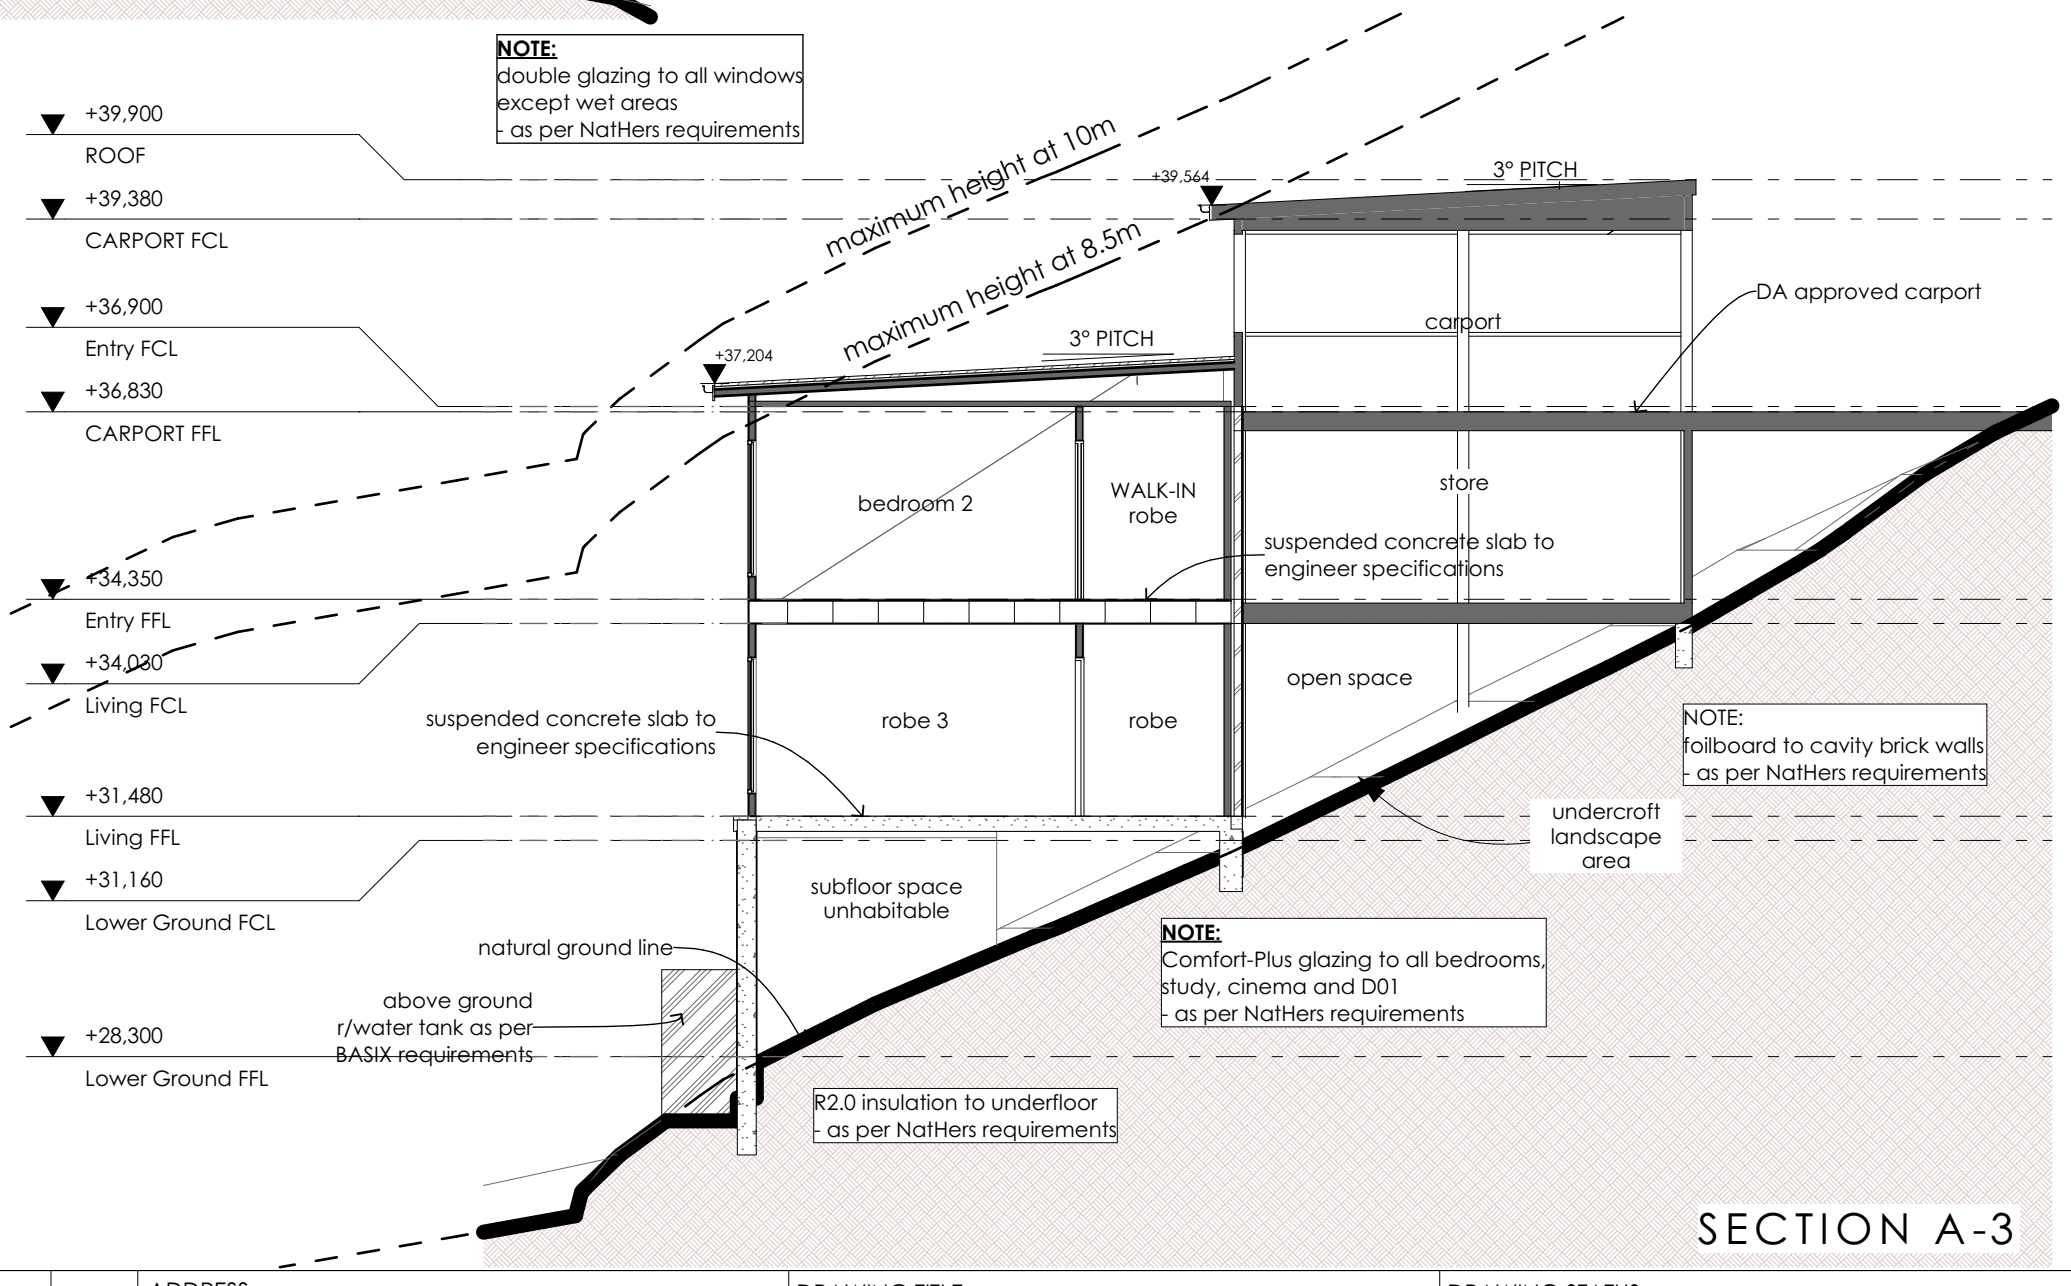 NOTE:
double glazing to all windows
except wet areas
- as per NatHers requirements
+39,900
ROOF
+39,380
CARPORT FCL
+36,900
Entry FCL
+36,830
CARPORT FFL
+34,350
Entry FFL
+34,030
Living FCL
+31,480
Living FFL
+31,160
Lower Ground FCL
+28,300
Lower Ground FFL
maximum height at 10m
maximum height at 8.5m
+39,564
3° PITCH
+37,204
3° PITCH
DA approved carport
carport
bedroom 2
WALK-IN
robe
store
suspended concrete slab to
engineer specifications
open space
suspended concrete slab to
engineer specifications
robe 3
robe
NOTE:
foilboard to cavity brick walls
- as per NatHers requirements
undercroft
landscape
area
subfloor space
unhabitable
natural ground line
above ground
r/water tank as per
BASIX requirements
NOTE:
Comfort-Plus glazing to all bedrooms,
study, cinema and D01
- as per NatHers requirements
R2.0 insulation to underfloor
- as per NatHers requirements
SECTION A-3
ADDRESS
DRAWING TITLE
DRAWING STATUS